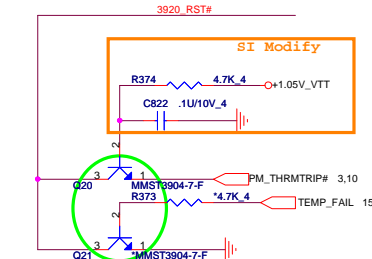 3920_RST#
SI Modify
R374 4.7K_4
+1.05V_VTT
C822 .1U/10V_4
2
3 1
Q20 MMST3904-7-F
PM_THRMTRIP# 3,10
R373 *4.7K_4
TEMP_FAIL 15
2
3 1
Q21 *MMST3904-7-F